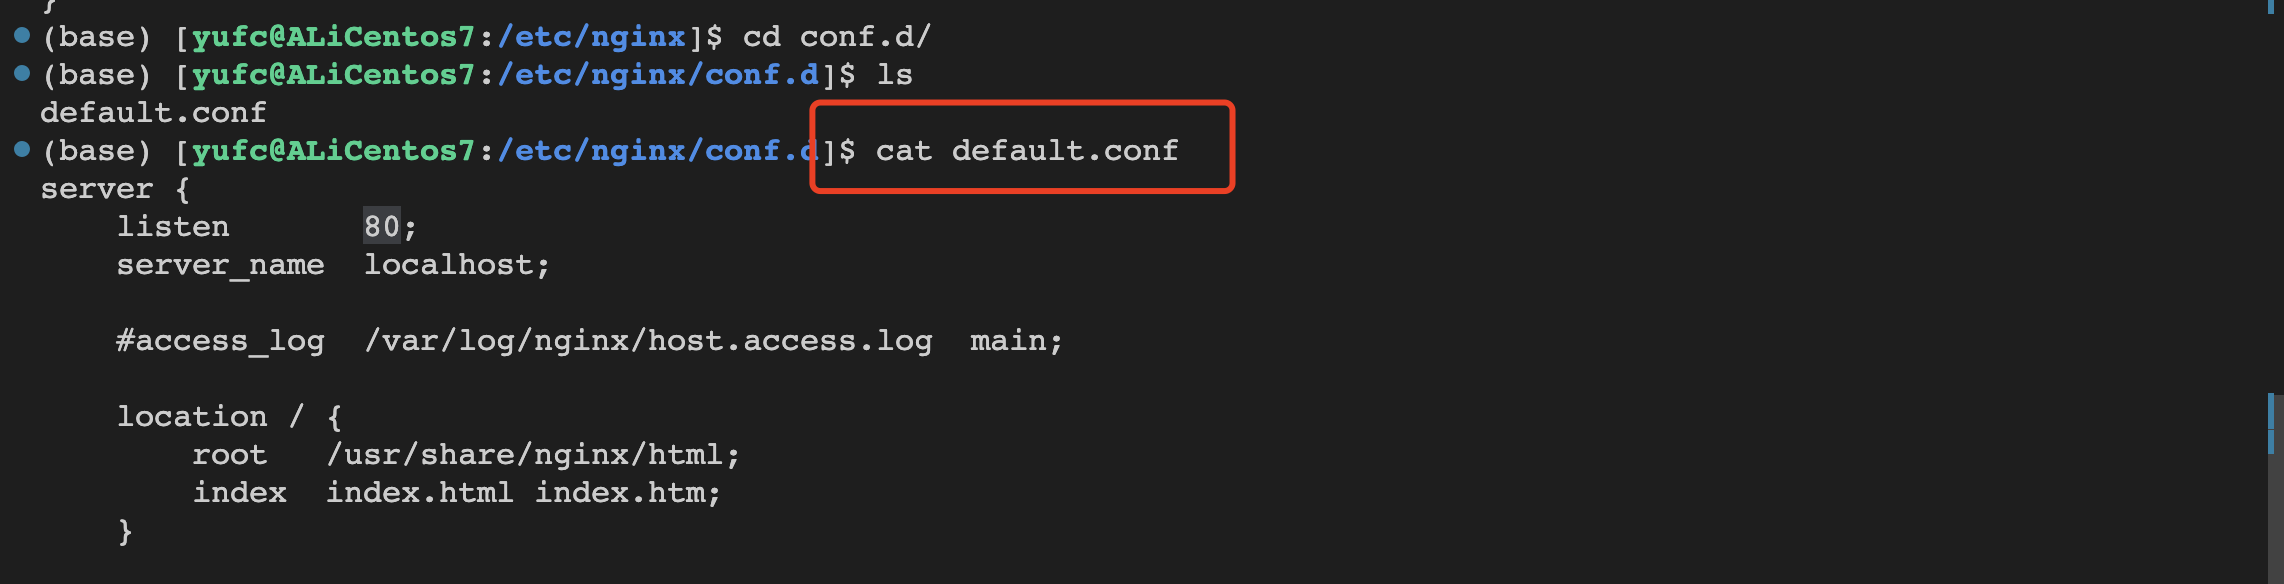 }
(base) [yufc@ALiCentos7:/etc/nginx]$ cd conf.d/
(base) [yufc@ALiCentos7:/etc/nginx/conf.d]$ ls
default.conf
(base) [yufc@ALiCentos7:/etc/nginx/conf.d]$ cat default.conf
server {
    listen       80;
    server_name  localhost;

    #access_log  /var/log/nginx/host.access.log  main;

    location / {
        root   /usr/share/nginx/html;
        index  index.html index.htm;
    }